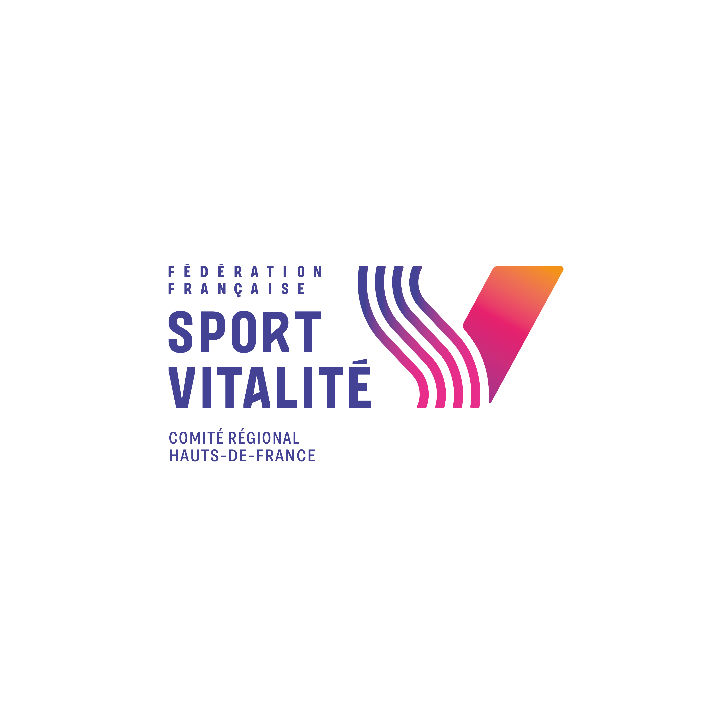 FÉDÉRATION
FRANÇAISE
SPORT
VITALITÉ
COMITÉ RÉGIONAL
HAUTS-DE-FRANCE